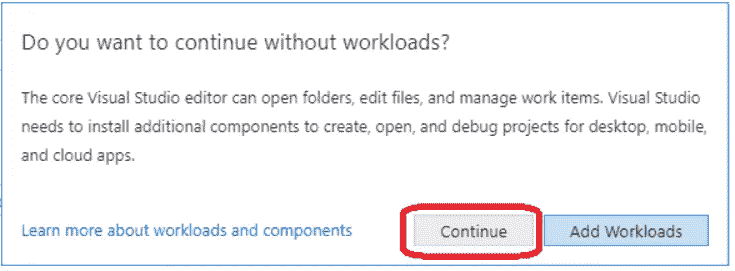 Do you want to continue without workloads?
The core Visual Studio editor can open folders, edit files, and manage work items. Visual Studio
needs to install additional components to create, open, and debug projects for desktop, mobile,
and cloud apps.
Learn more about workloads and components
Continue
Add Workloads